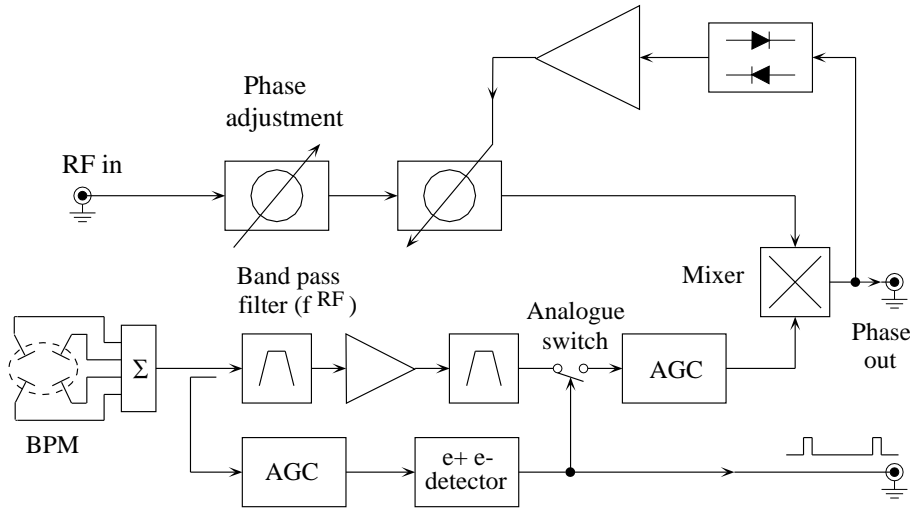 Phase
adjustment
RF in
Band pass
filter (f RF )
Mixer
Analogue
switch
Phase
out
Σ
AGC
BPM
AGC
e+ e-
detector